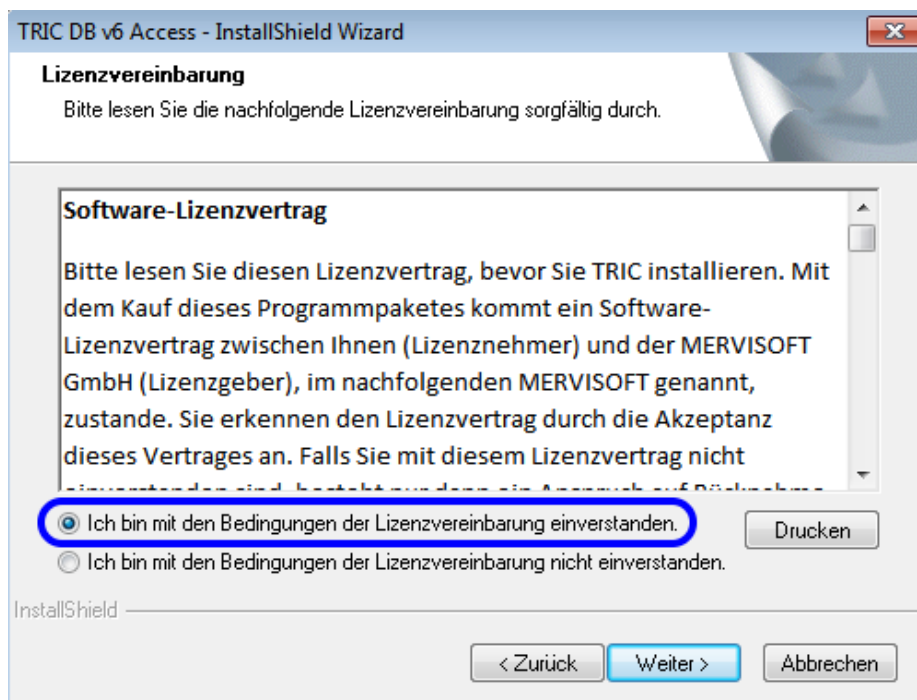 TRIC DB v6 Access - InstallShield Wizard
Lizenzvereinbarung
Bitte lesen Sie die nachfolgende Lizenzvereinbarung sorgfältig durch.
Software-Lizenzvertrag
Bitte lesen Sie diesen Lizenzvertrag, bevor Sie TRIC installieren. Mit
dem Kauf dieses Programmpaketes kommt ein Software-
Lizenzvertrag zwischen Ihnen (Lizenznehmer) und der MERVISOFT
GmbH (Lizenzgeber), im nachfolgenden MERVISOFT genannt,
zustande. Sie erkennen den Lizenzvertrag durch die Akzeptanz
dieses Vertrages an. Falls Sie mit diesem Lizenzvertrag nicht
Ich bin mit den Bedingungen der Lizenzvereinbarung einverstanden.
Drucken
Ich bin mit den Bedingungen der Lizenzvereinbarung nicht einverstanden.
InstallShield
< Zurück
Weiter >
Abbrechen